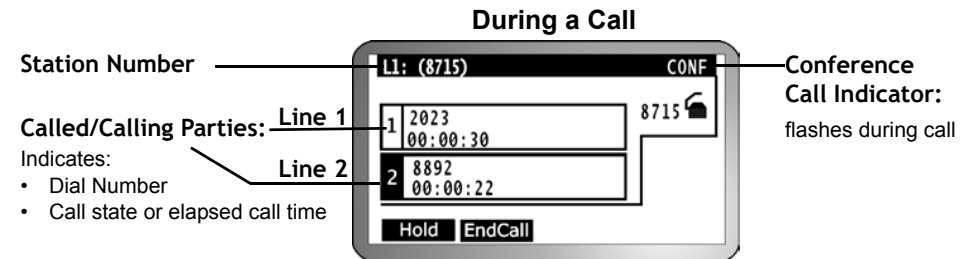 During a Call
Station Number
L1: (8715) CONF
Conference
Call Indicator:
flashes during call
Called/Calling Parties:
Indicates:
• Dial Number
• Call state or elapsed call time
Line 1
Line 2
1 2023
00:00:30
8715
2 8892
00:00:22
Hold EndCall